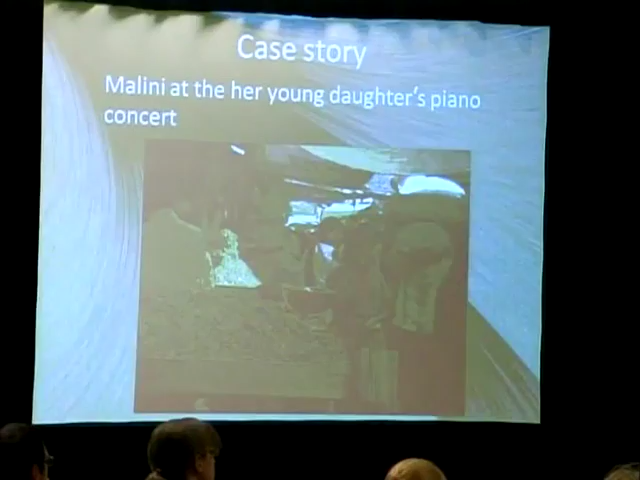 Case story
Malini at the her young daughter's piano
concert